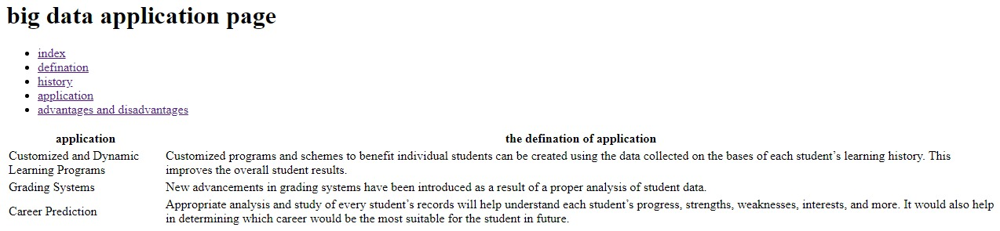 big data application page
index
defination
history
application
advantages and disadvantages
application the defination of application
Customized and Dynamic
Learning Programs
Customized programs and schemes to benefit individual students can be created using the data collected on the bases of each student’s learning history. This
improves the overall student results.
Grading Systems
New advancements in grading systems have been introduced as a result of a proper analysis of student data.
Career Prediction
Appropriate analysis and study of every student’s records will help understand each student’s progress, strengths, weaknesses, interests, and more. It would also help
in determining which career would be the most suitable for the student in future.